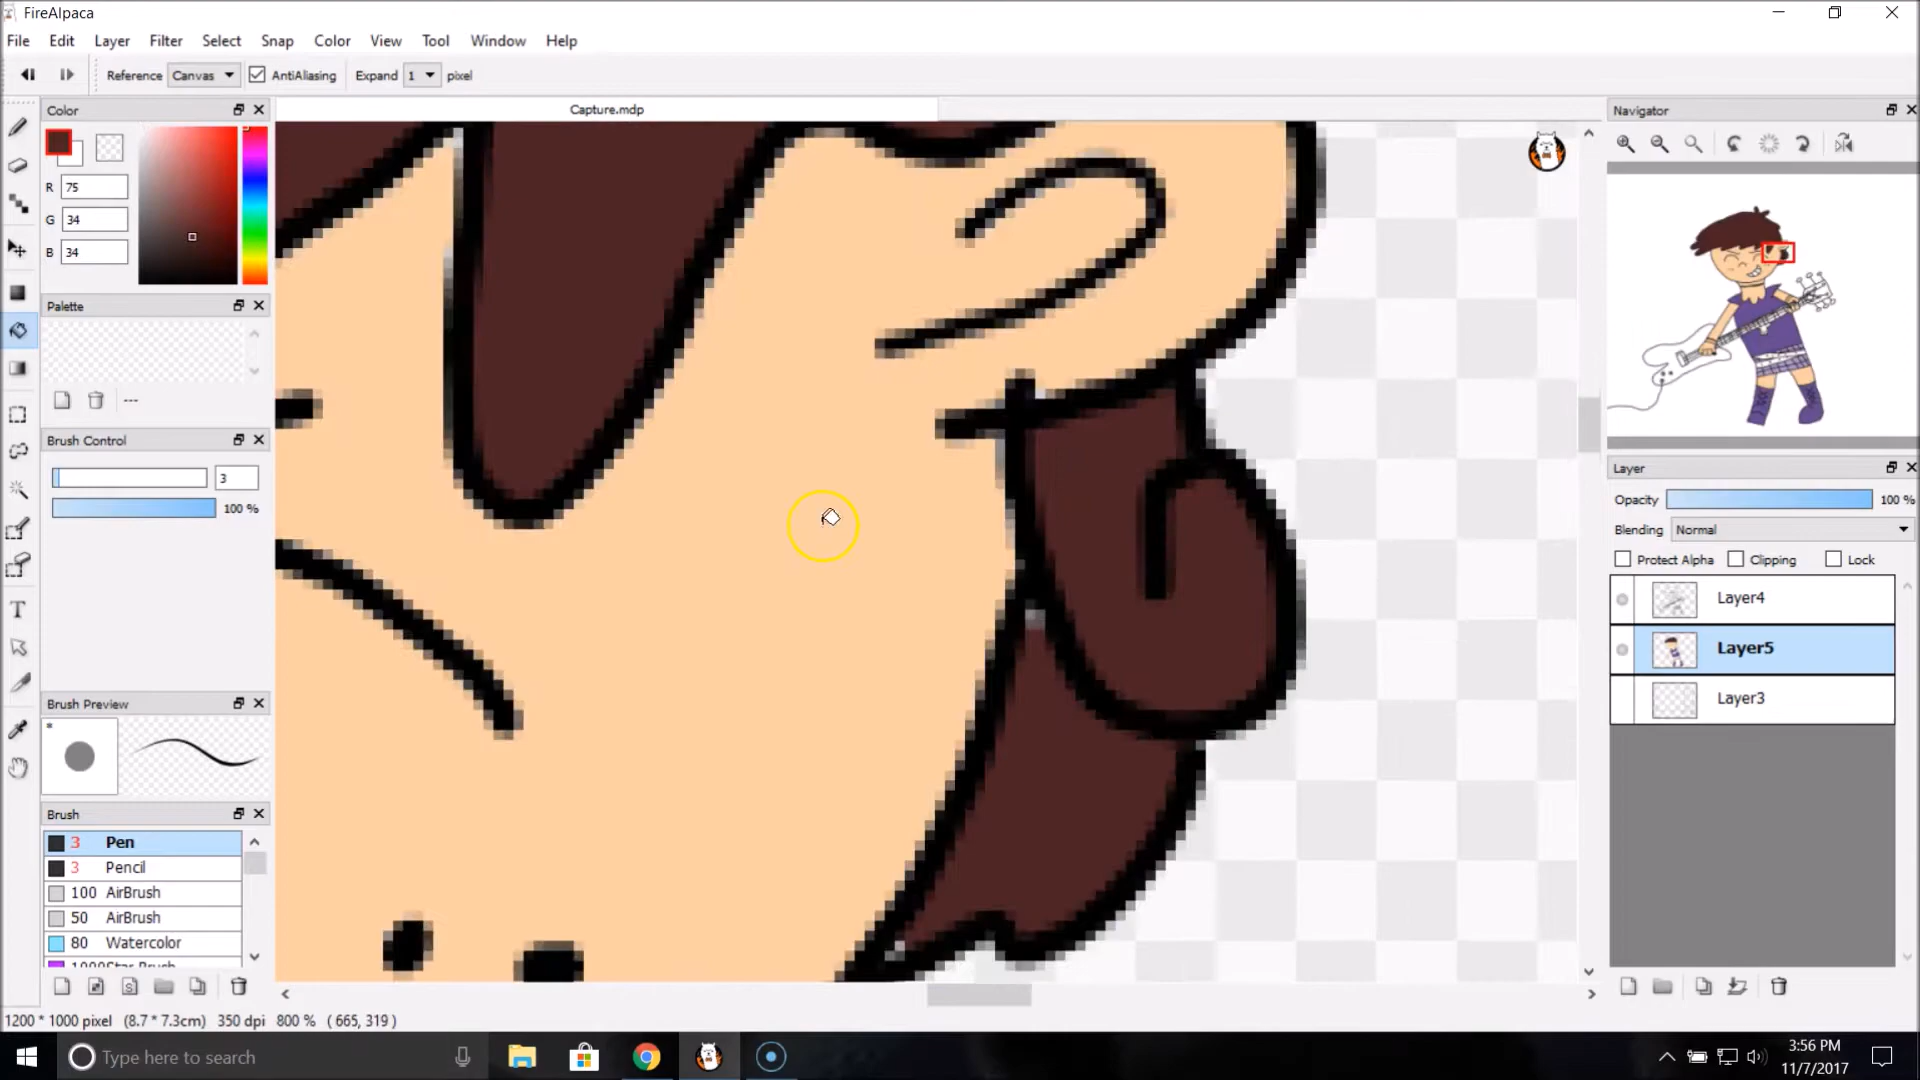 FireAlpaca
File Edit Layer Filter Select Snap Color View Tool Window Help
Reference Canvas AntiAliasing Expand 1 pixel
Color
Capture.mdp
Navigator
R 75
G 34
B 34
Palette
---
Brush Control
3
100 %
Layer
Opacity 100 %
Blending Normal
Protect Alpha Clipping Lock
Layer4
Layer5
Layer3
Brush Preview
*
Brush
3 Pen
3 Pencil
100 AirBrush
50 AirBrush
80 Watercolor
T
S
1200 * 1000 pixel (8.7 * 7.3cm) 350 dpi 800 % ( 665, 319 )
Type here to search
3:56 PM
11/7/2017